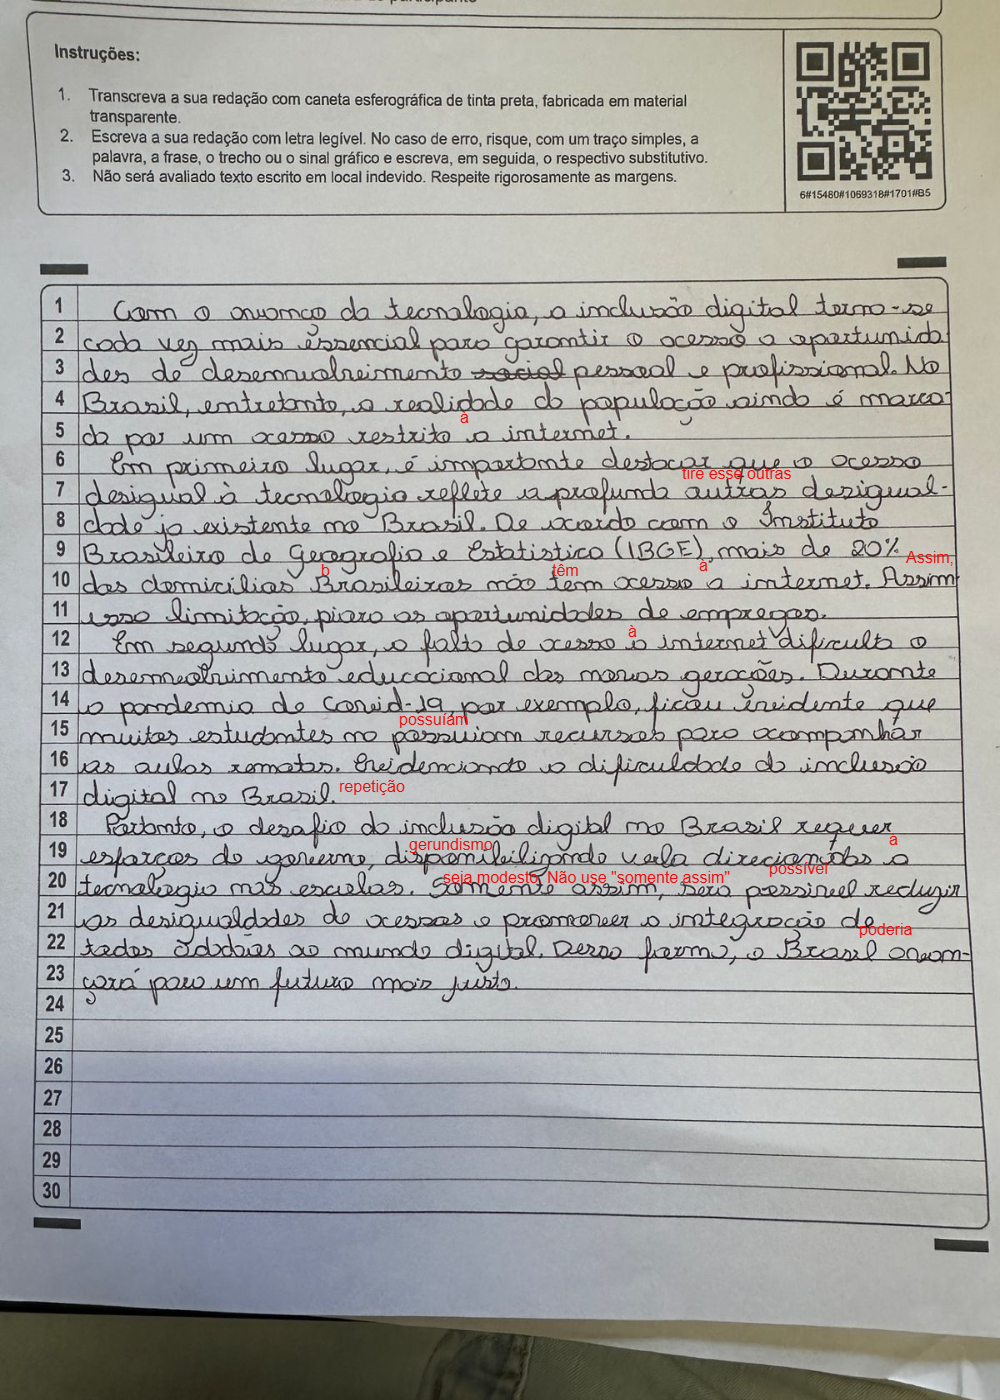 Instruções:
1. Transcreva a sua redação com caneta esferográfica de tinta preta, fabricada em material
transparente.
2. Escreva a sua redação com letra legível. No caso de erro, risque, com um traço simples, a
palavra, a frase, o trecho ou o sinal gráfico e escreva, em seguida, o respectivo substitutivo.
3. Não será avaliado texto escrito em local indevido. Respeite rigorosamente as margens.
6#15480#1069318#1701#B5
1 Com o avanço da tecnologia, a inclusão digital torna-se
2 cada vez mais essencial para garantir o acesso a oportunida
3 des de desenvolvimento social pessoal e profissional. No
4 Brasil, entretanto, a realidade da população ainda é marca-
à
5 da por um acesso restrito a internet.
6 Em primeiro lugar, é importante destacar que o acesso
tire esse outras
7 desigual à tecnologia reflete a profunda outras desigual-
8 dade ja existente no Brasil. De acordo com o Instituto
9 Brasileiro de Geografia e Estatistica (IBGE), mais de 20%
b têm à Assim,
10 dos domicílios Brasileiros não tem acesso a internet. Assim
11 essa limitação, piora as oportunidades de empregos.
à
12 Em segundo lugar, a falta de acesso a internet dificulta o
13 desenvolvimento educacional das novas gerações. Durante
14 a pandemia de Covid-19, por exemplo, ficou evidente que
possuíam
15 muitos estudantes no possuiam recursos para acompanhar
16 as aulas remotas. Evidenciando a dificuldade da inclusão
17 digital no Brasil. repetição
18 Portanto, o desafio da inclusão digital no Brasil requer
gerundismo à
19 esforços do governo, disponibilizando verba direcionadas a
seja modesto, Não use "somente assim" possível
20 tecnologia nas escolas. Somente assim, será possivel reduzir
21 as desigualdades de acessos e promover a integração de
poderia
22 todos ao mundo digital. Dessa forma, o Brasil avan-
23 çará para um futuro mais justo.
24
25
26
27
28
29
30